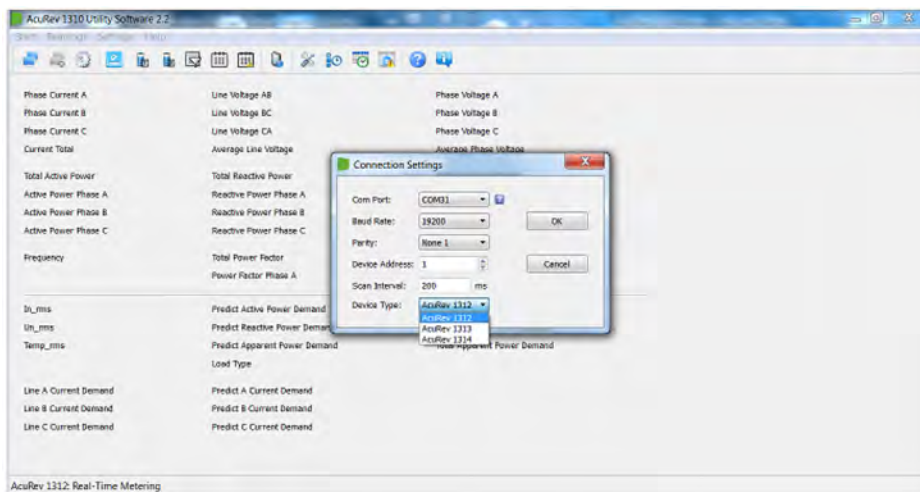 AcuRev 1310 Utility Software 2.2
Start Readings Settings Help
Phase Current A Line Voltage AB Phase Voltage A
Phase Current B Line Voltage BC Phase Voltage B
Phase Current C Line Voltage CA Phase Voltage C
Current Total Average Line Voltage Average Phase Voltage
Connection Settings
Total Active Power Total Reactive Power
Active Power Phase A Reactive Power Phase A
Active Power Phase B Reactive Power Phase B
Active Power Phase C Reactive Power Phase C
Frequency Total Power Factor
Power Factor Phase A
Com Port: COM31
Baud Rate: 19200 OK
Parity: None 1
Device Address: 1 Cancel
Scan Interval: 200 ms
Device Type: AcuRev 1312
AcuRev 1312
AcuRev 1313
AcuRev 1314
In_rms Predict Active Power Demand
Un_rms Predict Reactive Power Deman
Temp_rms Predict Apparent Power Demand Total Apparent Power Demand
Load Type
Line A Current Demand Predict A Current Demand
Line B Current Demand Predict B Current Demand
Line C Current Demand Predict C Current Demand
AcuRev 1312: Real-Time Metering